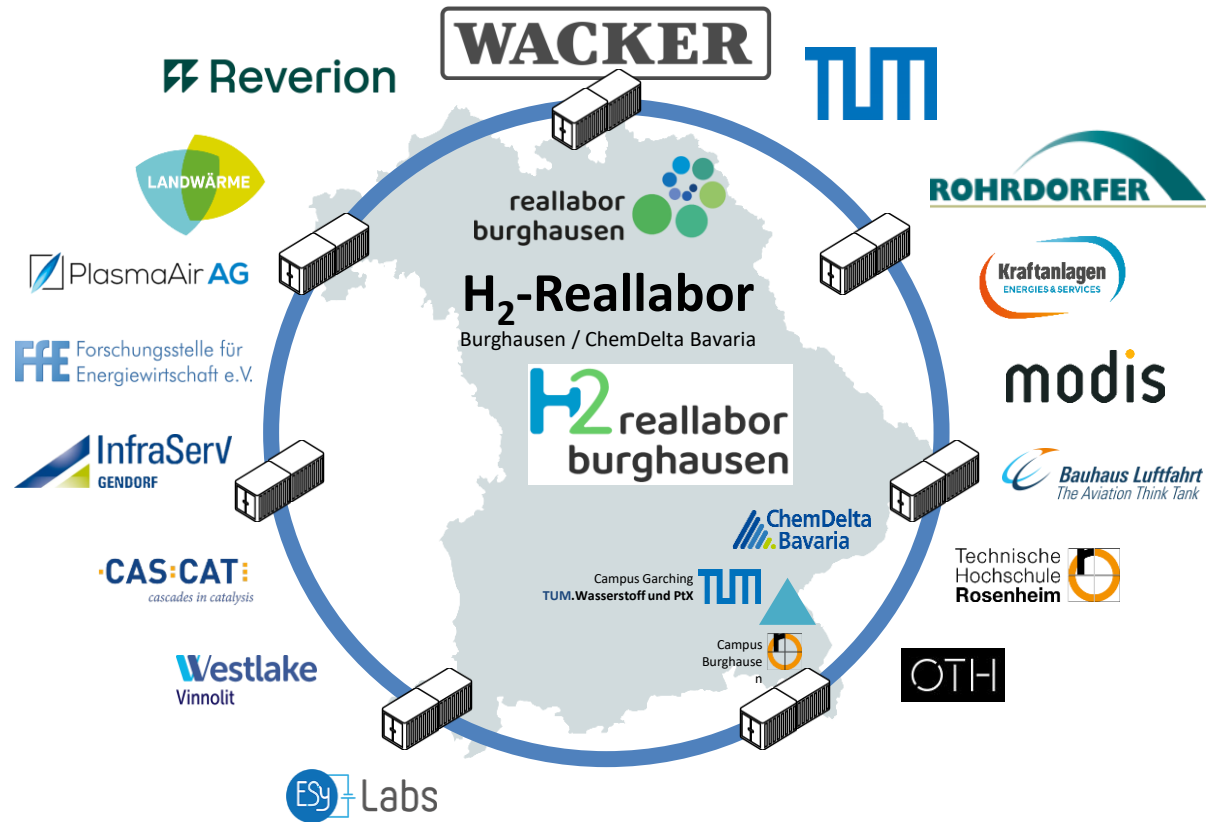 WACKER
Reverion
TUM
LANDWÄRME
ROHRDORFER
reallabor
burghausen
PlasmaAir AG
Kraftanlagen
ENERGIES & SERVICES
H₂-Reallabor
Burghausen / ChemDelta Bavaria
FfE Forschungsstelle für
Energiewirtschaft e.V.
modis
H2 reallabor
burghausen
InfraServ
GENDORF
Bauhaus Luftfahrt
The Aviation Think Tank
ChemDelta
Bavaria
CAS:CAT:
cascades in catalysis
Campus Garching
TUM.Wasserstoff und PtX
TUM
Technische
Hochschule
Rosenheim
Campus
Burghause
n
Westlake
Vinnolit
OTH
ESy Labs